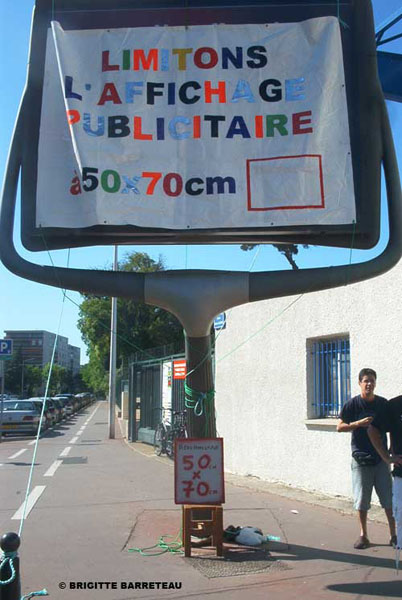 LIMITONS
L'AFFICHAGE
PUBLICITAIRE
à 50x70cm
50
x
70
© BRIGITTE BARRETEAU